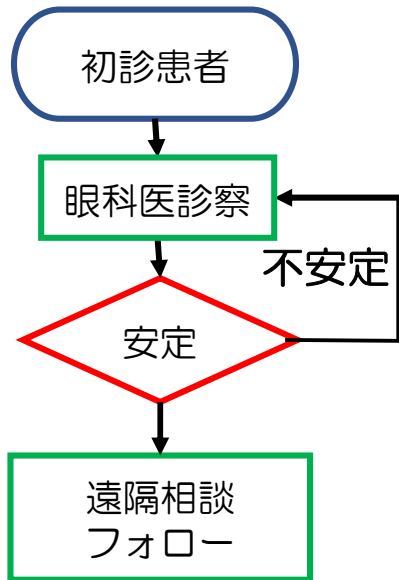 初診患者
眼科医診察
不安定
安定
遠隔相談
フォロー